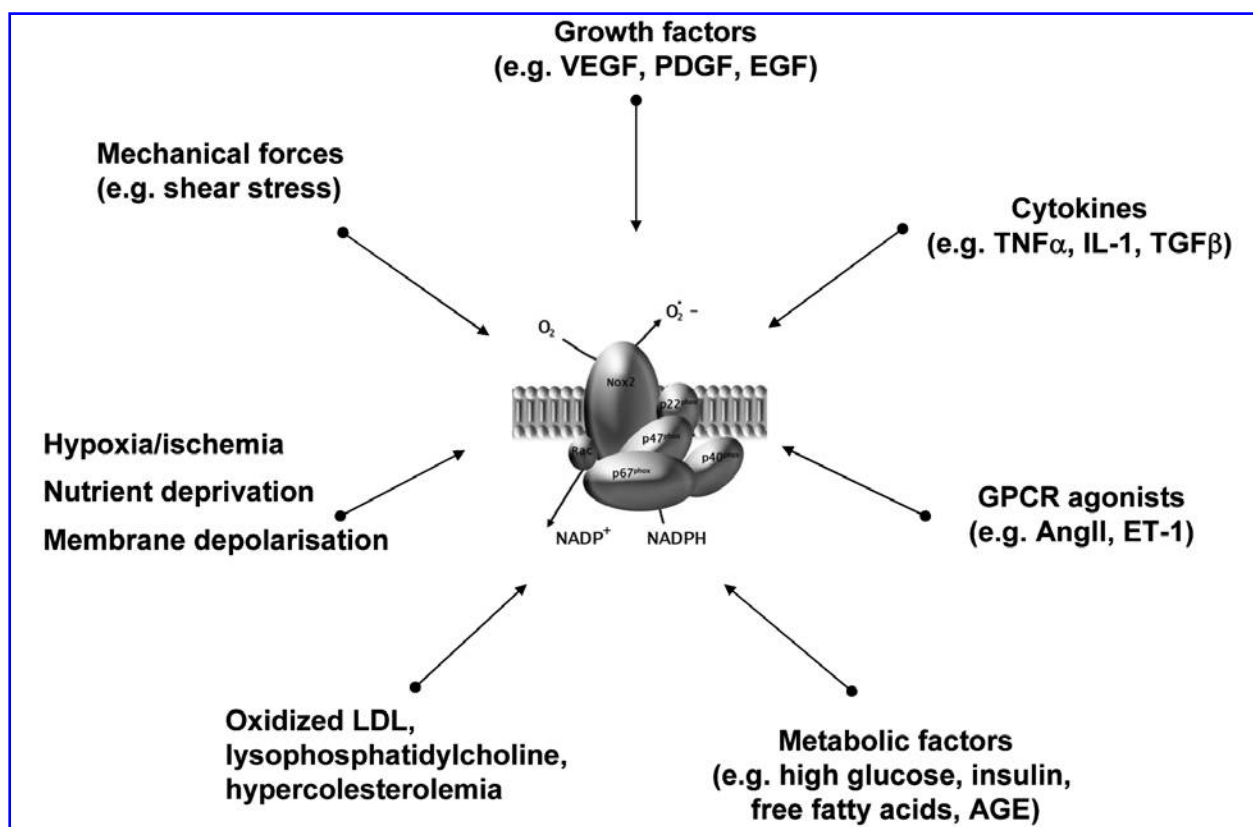 Growth factors
(e.g. VEGF, PDGF, EGF)
Mechanical forces
(e.g. shear stress)
Cytokines
(e.g. TNFα, IL-1, TGFβ)
O₂
O₂•−
Nox2
p22phox
p47phox
Rac
p67phox
p40phox
NADP⁺
NADPH
Hypoxia/ischemia
Nutrient deprivation
Membrane depolarisation
GPCR agonists
(e.g. AngII, ET-1)
Oxidized LDL,
lysophosphatidylcholine,
hypercolesterolemia
Metabolic factors
(e.g. high glucose, insulin,
free fatty acids, AGE)